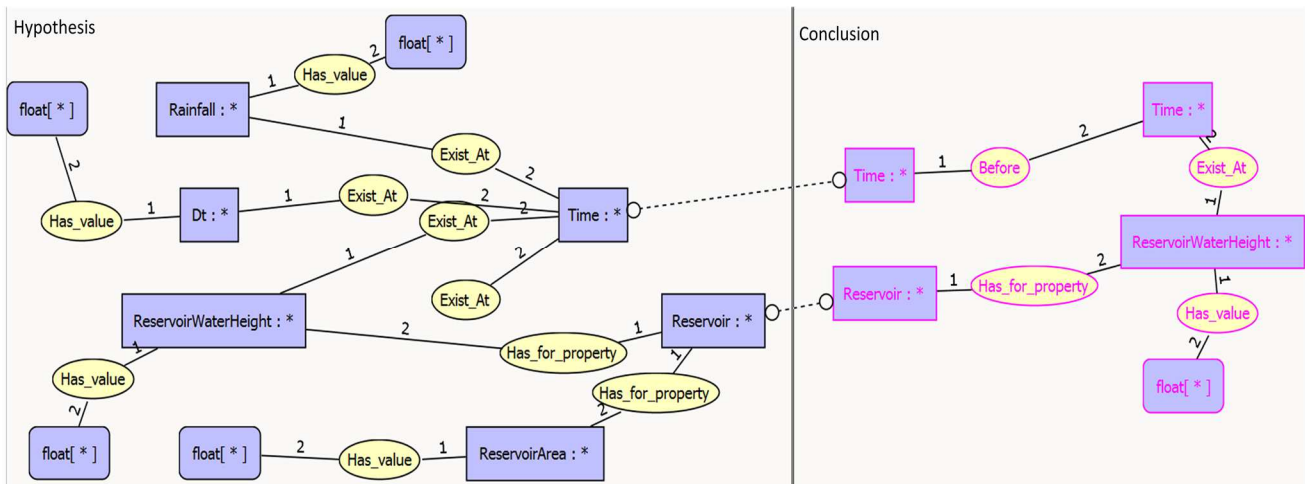 Hypothesis
float[ * ]
2
Has_value
1
float[ * ]
Rainfall : *
1
Exist_At
2
2
Has_value
1
Dt : *
1
Exist_At
2
Time : *
Exist_At
2
1
2
Exist_At
ReservoirWaterHeight : *
2
Has_for_property
1
Reservoir : *
1
Has_for_property
2
1
Has_value
2
float[ * ]
float[ * ]
2
Has_value
1
ReservoirArea : *
Conclusion
Time : *
1
Before
2
Time : *
2
Exist_At
1
ReservoirWaterHeight : *
Reservoir : *
1
Has_for_property
2
1
Has_value
2
float[ * ]